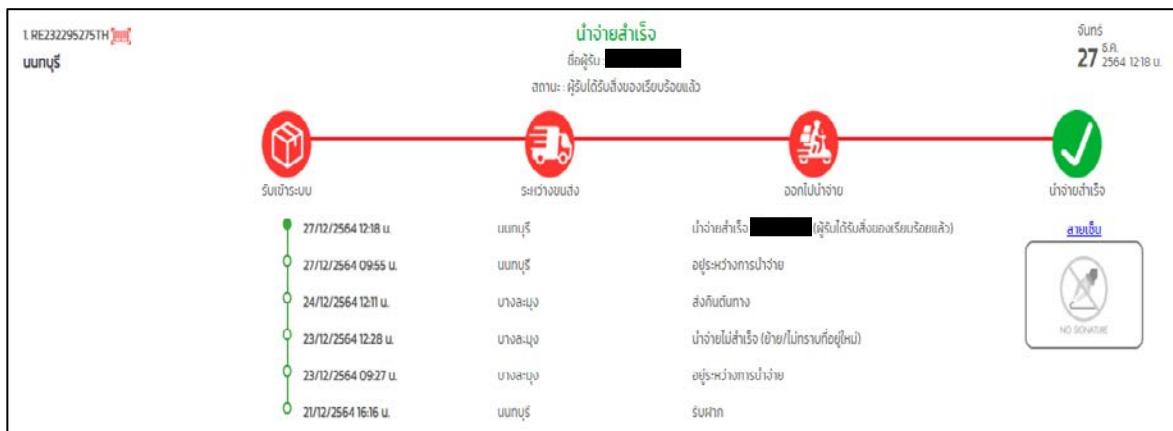 1. RE232295275TH
นนทบุรี
นำจ่ายสำเร็จ
ชื่อผู้รับ :
สถานะ : ผู้รับได้รับสิ่งของเรียบร้อยแล้ว
จันทร์
27 ธ.ค. 2564 12:18 น.
รับเข้าระบบ
ระหว่างขนส่ง
ออกไปนำจ่าย
นำจ่ายสำเร็จ
27/12/2564 12:18 น. นนทบุรี นำจ่ายสำเร็จ (ผู้รับได้รับสิ่งของเรียบร้อยแล้ว)
27/12/2564 09:55 น. นนทบุรี อยู่ระหว่างการนำจ่าย
24/12/2564 12:11 น. บางละมุง ส่งคืนต้นทาง
23/12/2564 12:28 น. บางละมุง นำจ่ายไม่สำเร็จ (ย้าย/ไม่ทราบที่อยู่ใหม่)
23/12/2564 09:27 น. บางละมุง อยู่ระหว่างการนำจ่าย
21/12/2564 16:16 น. นนทบุรี รับฝาก
ลายเซ็น
NO SIGNATURE